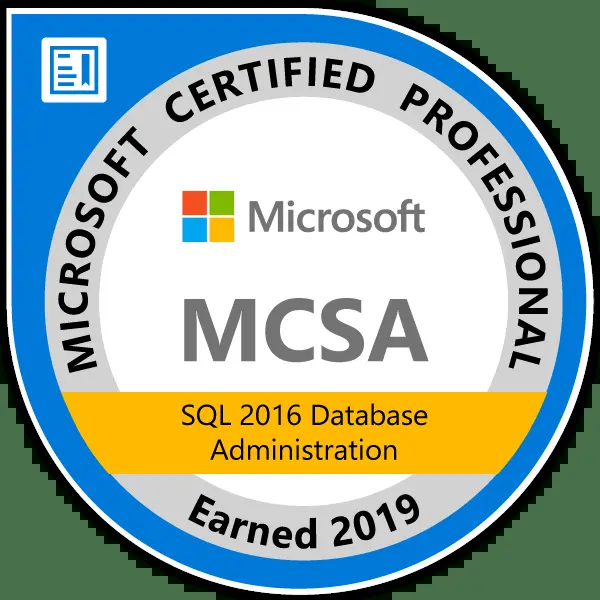 MICROSOFT CERTIFIED PROFESSIONAL
Microsoft
MCSA
SQL 2016 Database
Administration
Earned 2019